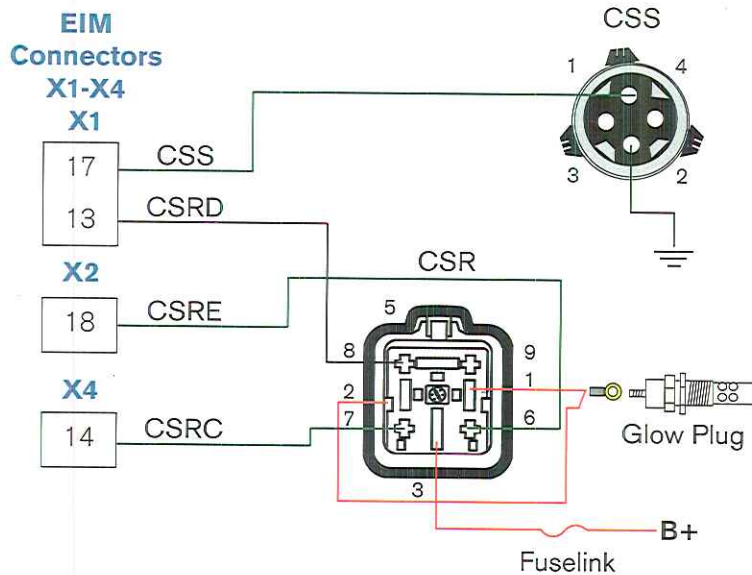 EIM
Connectors
X1-X4
X1
17 CSS
13 CSRD
X2
18 CSRE
X4
14 CSRC
CSS
1 4
3 2
CSR
5
8 9
2 1
7 6
3
Glow Plug
B+
Fuselink